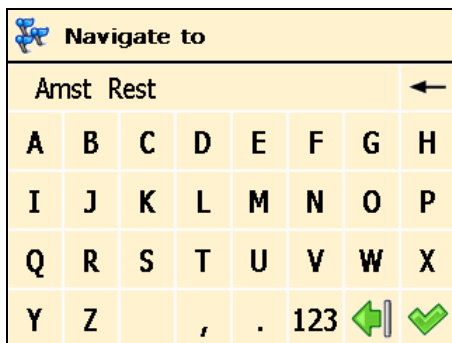 Navigate to
Amst Rest
A B C D E F G H
I J K L M N O P
Q R S T U V W X
Y Z , . 123